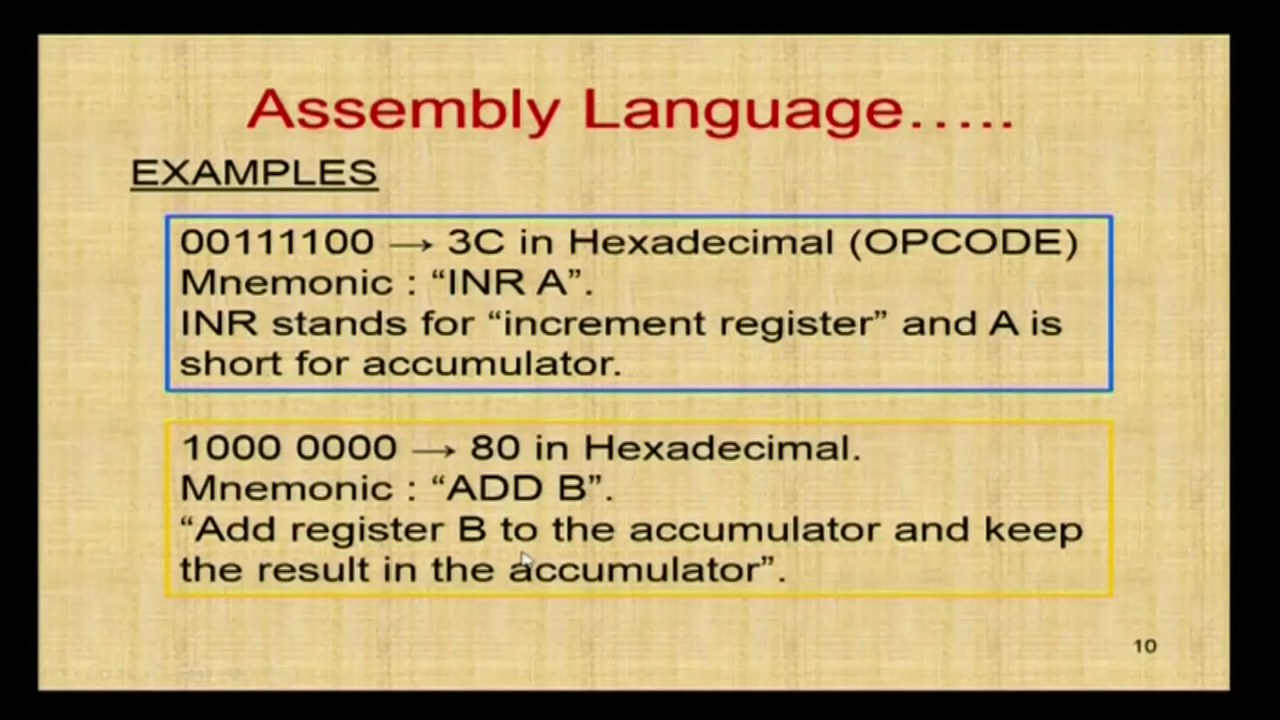 Assembly Language.....
EXAMPLES
00111100 → 3C in Hexadecimal (OPCODE)
Mnemonic : “INR A”.
INR stands for “increment register” and A is
short for accumulator.
1000 0000 → 80 in Hexadecimal.
Mnemonic : “ADD B”.
“Add register B to the accumulator and keep
the result in the accumulator”.
10